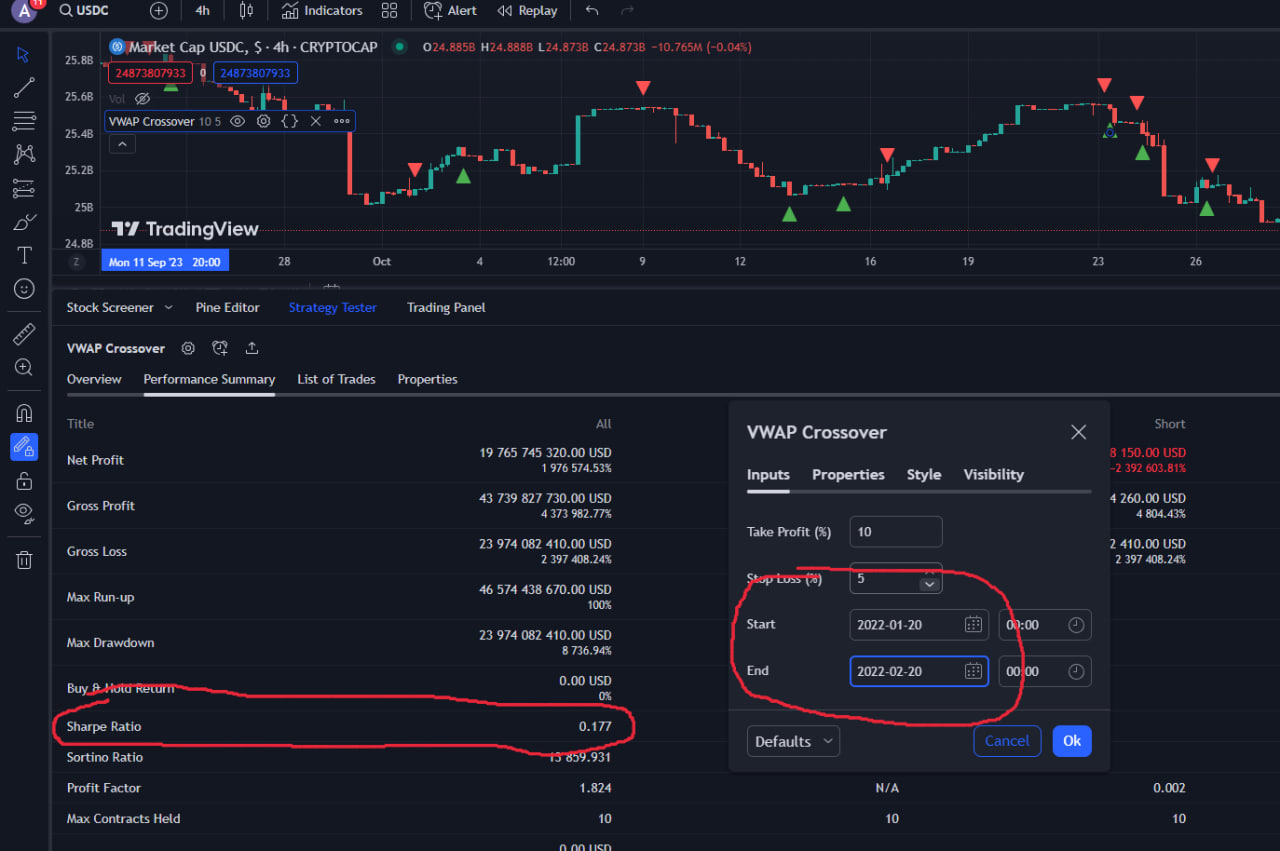 A 11 USDC 4h Indicators Alert Replay
Market Cap USDC, $ · 4h · CRYPTOCAP O24.885B H24.888B L24.873B C24.873B −10.765M (−0.04%)
25.8B
24873807933 0 24873807933
25.6B
Vol
VWAP Crossover 10 5
25.4B
25.2B
25B
TradingView
24.8B
Z Mon 11 Sep '23 20:00 28 Oct 4 12:00 9 12 16 19 23 26
Stock Screener Pine Editor Strategy Tester Trading Panel
VWAP Crossover
Overview Performance Summary List of Trades Properties
Title All Short
Net Profit 19 765 745 320.00 USD 8 150.00 USD
1 976 574.53% −2 392 603.81%
Gross Profit 43 739 827 730.00 USD 4 260.00 USD
4 373 982.77% 4 804.43%
Gross Loss 23 974 082 410.00 USD 2 410.00 USD
2 397 408.24% 2 397 408.24%
Max Run-up 46 574 438 670.00 USD
100%
Max Drawdown 23 974 082 410.00 USD
8 736.94%
Buy & Hold Return 0.00 USD
0%
Sharpe Ratio 0.177
Sortino Ratio 13 859.931
Profit Factor 1.824 N/A 0.002
Max Contracts Held 10 10 10
0.00 USD
VWAP Crossover
Inputs Properties Style Visibility
Take Profit (%) 10
Stop Loss (%) 5
Start 2022-01-20 00:00
End 2022-02-20 00:00
Defaults Cancel Ok